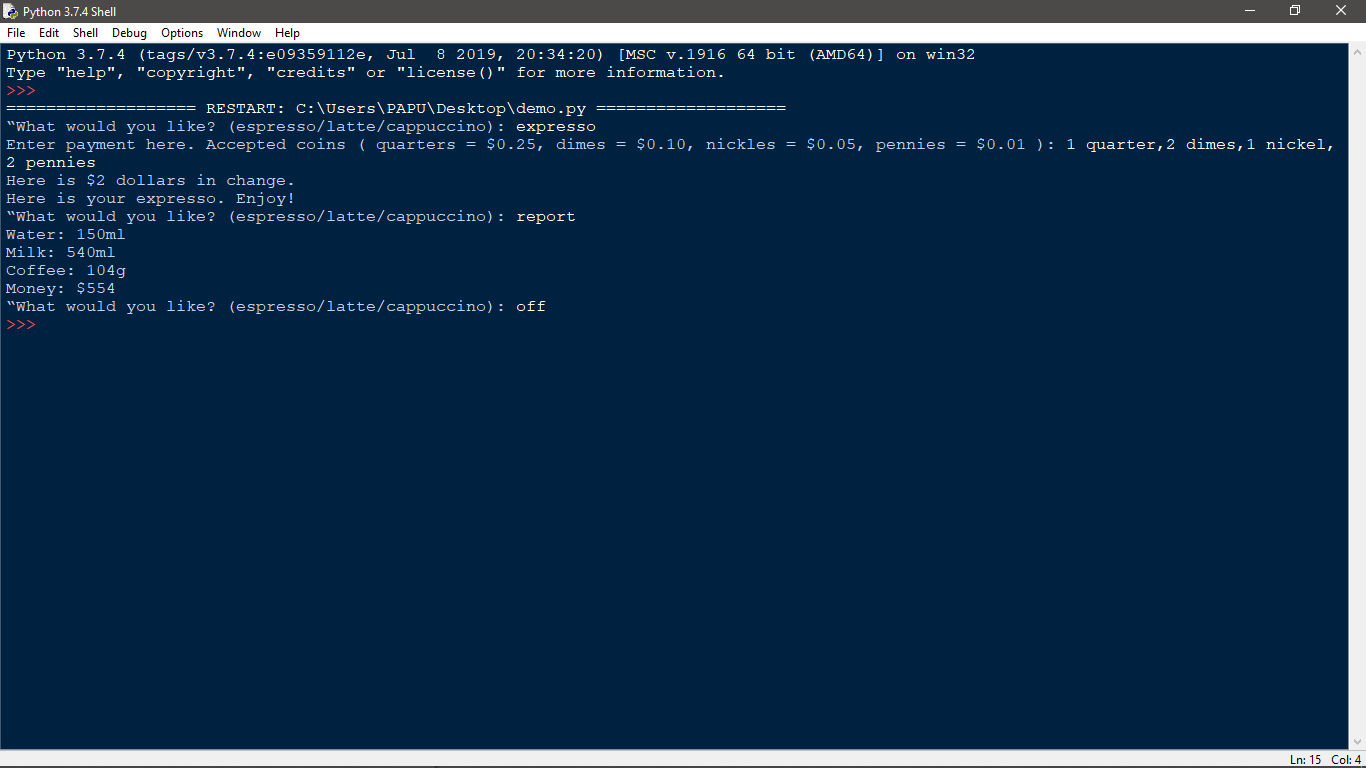 Python 3.7.4 Shell
File Edit Shell Debug Options Window Help
Python 3.7.4 (tags/v3.7.4:e09359112e, Jul  8 2019, 20:34:20) [MSC v.1916 64 bit (AMD64)] on win32
Type "help", "copyright", "credits" or "license()" for more information.
>>>
=================== RESTART: C:\Users\PAPU\Desktop\demo.py ===================
“What would you like? (espresso/latte/cappuccino): expresso
Enter payment here. Accepted coins ( quarters = $0.25, dimes = $0.10, nickles = $0.05, pennies = $0.01 ): 1 quarter,2 dimes,1 nickel,
2 pennies
Here is $2 dollars in change.
Here is your expresso. Enjoy!
“What would you like? (espresso/latte/cappuccino): report
Water: 150ml
Milk: 540ml
Coffee: 104g
Money: $554
“What would you like? (espresso/latte/cappuccino): off
>>>
Ln: 15 Col: 4